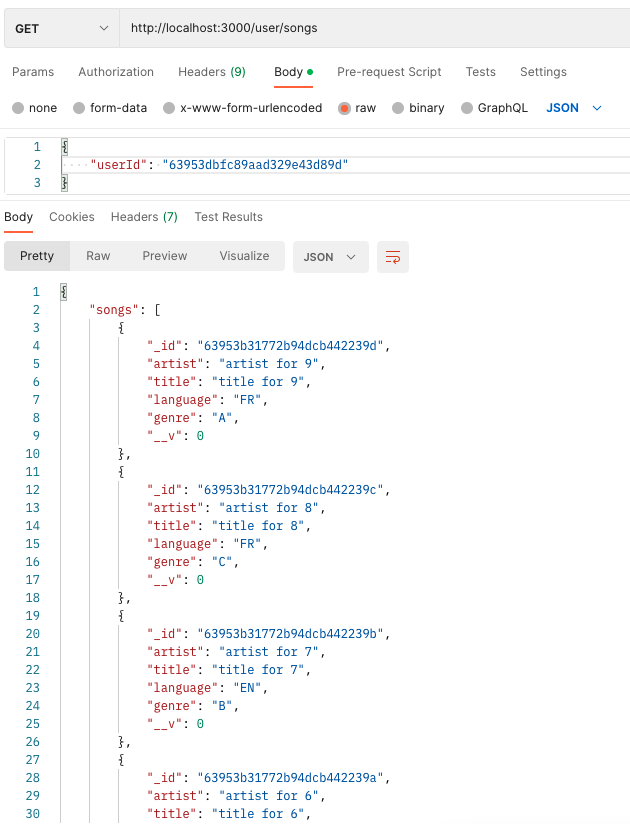 GET http://localhost:3000/user/songs
Params Authorization Headers (9) Body Pre-request Script Tests Settings
none form-data x-www-form-urlencoded raw binary GraphQL JSON
1 {
2 ····"userId":·"63953dbfc89aad329e43d89d"
3 }
Body Cookies Headers (7) Test Results
Pretty Raw Preview Visualize JSON
1 {
2 "songs": [
3 {
4 "_id": "63953b31772b94dcb442239d",
5 "artist": "artist for 9",
6 "title": "title for 9",
7 "language": "FR",
8 "genre": "A",
9 "__v": 0
10 },
11 {
12 "_id": "63953b31772b94dcb442239c",
13 "artist": "artist for 8",
14 "title": "title for 8",
15 "language": "FR",
16 "genre": "C",
17 "__v": 0
18 },
19 {
20 "_id": "63953b31772b94dcb442239b",
21 "artist": "artist for 7",
22 "title": "title for 7",
23 "language": "EN",
24 "genre": "B",
25 "__v": 0
26 },
27 {
28 "_id": "63953b31772b94dcb442239a",
29 "artist": "artist for 6",
30 "title": "title for 6",